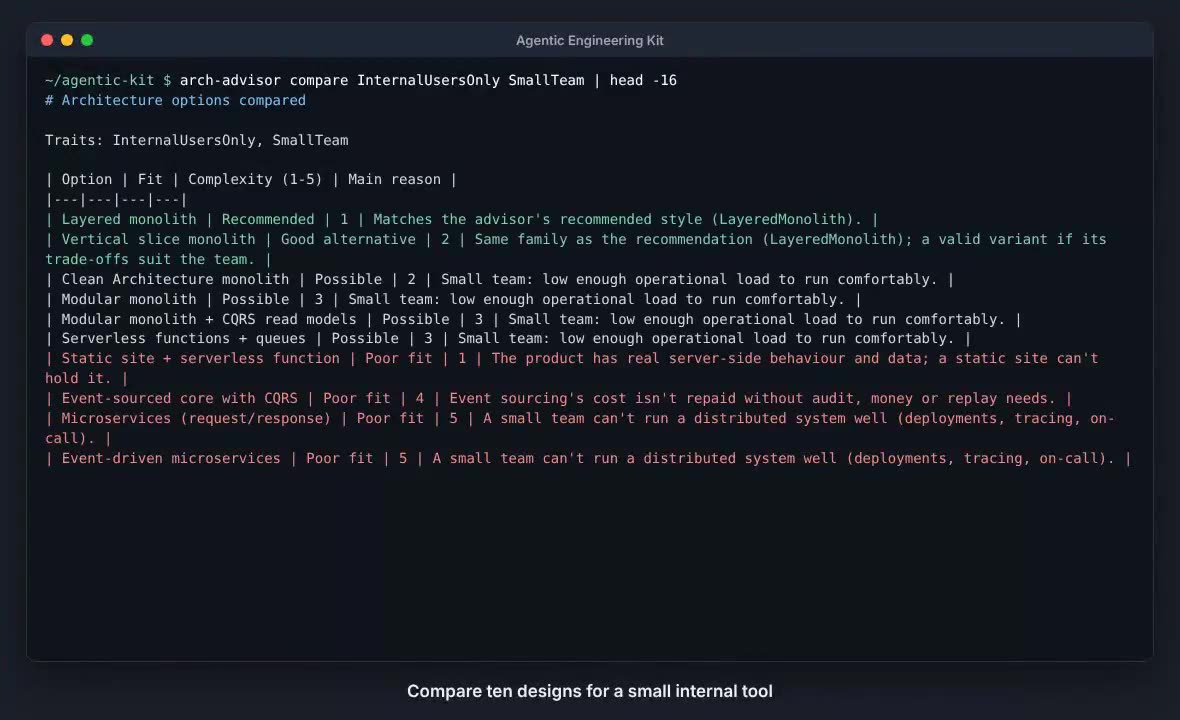 Agentic Engineering Kit
~/agentic-kit $ arch-advisor compare InternalUsersOnly SmallTeam | head -16
# Architecture options compared
Traits: InternalUsersOnly, SmallTeam
| Option | Fit | Complexity (1-5) | Main reason |
|---|---|---|---|
| Layered monolith | Recommended | 1 | Matches the advisor's recommended style (LayeredMonolith). |
| Vertical slice monolith | Good alternative | 2 | Same family as the recommendation (LayeredMonolith); a valid variant if its
trade-offs suit the team. |
| Clean Architecture monolith | Possible | 2 | Small team: low enough operational load to run comfortably. |
| Modular monolith | Possible | 3 | Small team: low enough operational load to run comfortably. |
| Modular monolith + CQRS read models | Possible | 3 | Small team: low enough operational load to run comfortably. |
| Serverless functions + queues | Possible | 3 | Small team: low enough operational load to run comfortably. |
| Static site + serverless function | Poor fit | 1 | The product has real server-side behaviour and data; a static site can't
hold it. |
| Event-sourced core with CQRS | Poor fit | 4 | Event sourcing's cost isn't repaid without audit, money or replay needs. |
| Microservices (request/response) | Poor fit | 5 | A small team can't run a distributed system well (deployments, tracing, on-
call). |
| Event-driven microservices | Poor fit | 5 | A small team can't run a distributed system well (deployments, tracing, on-call). |
Compare ten designs for a small internal tool